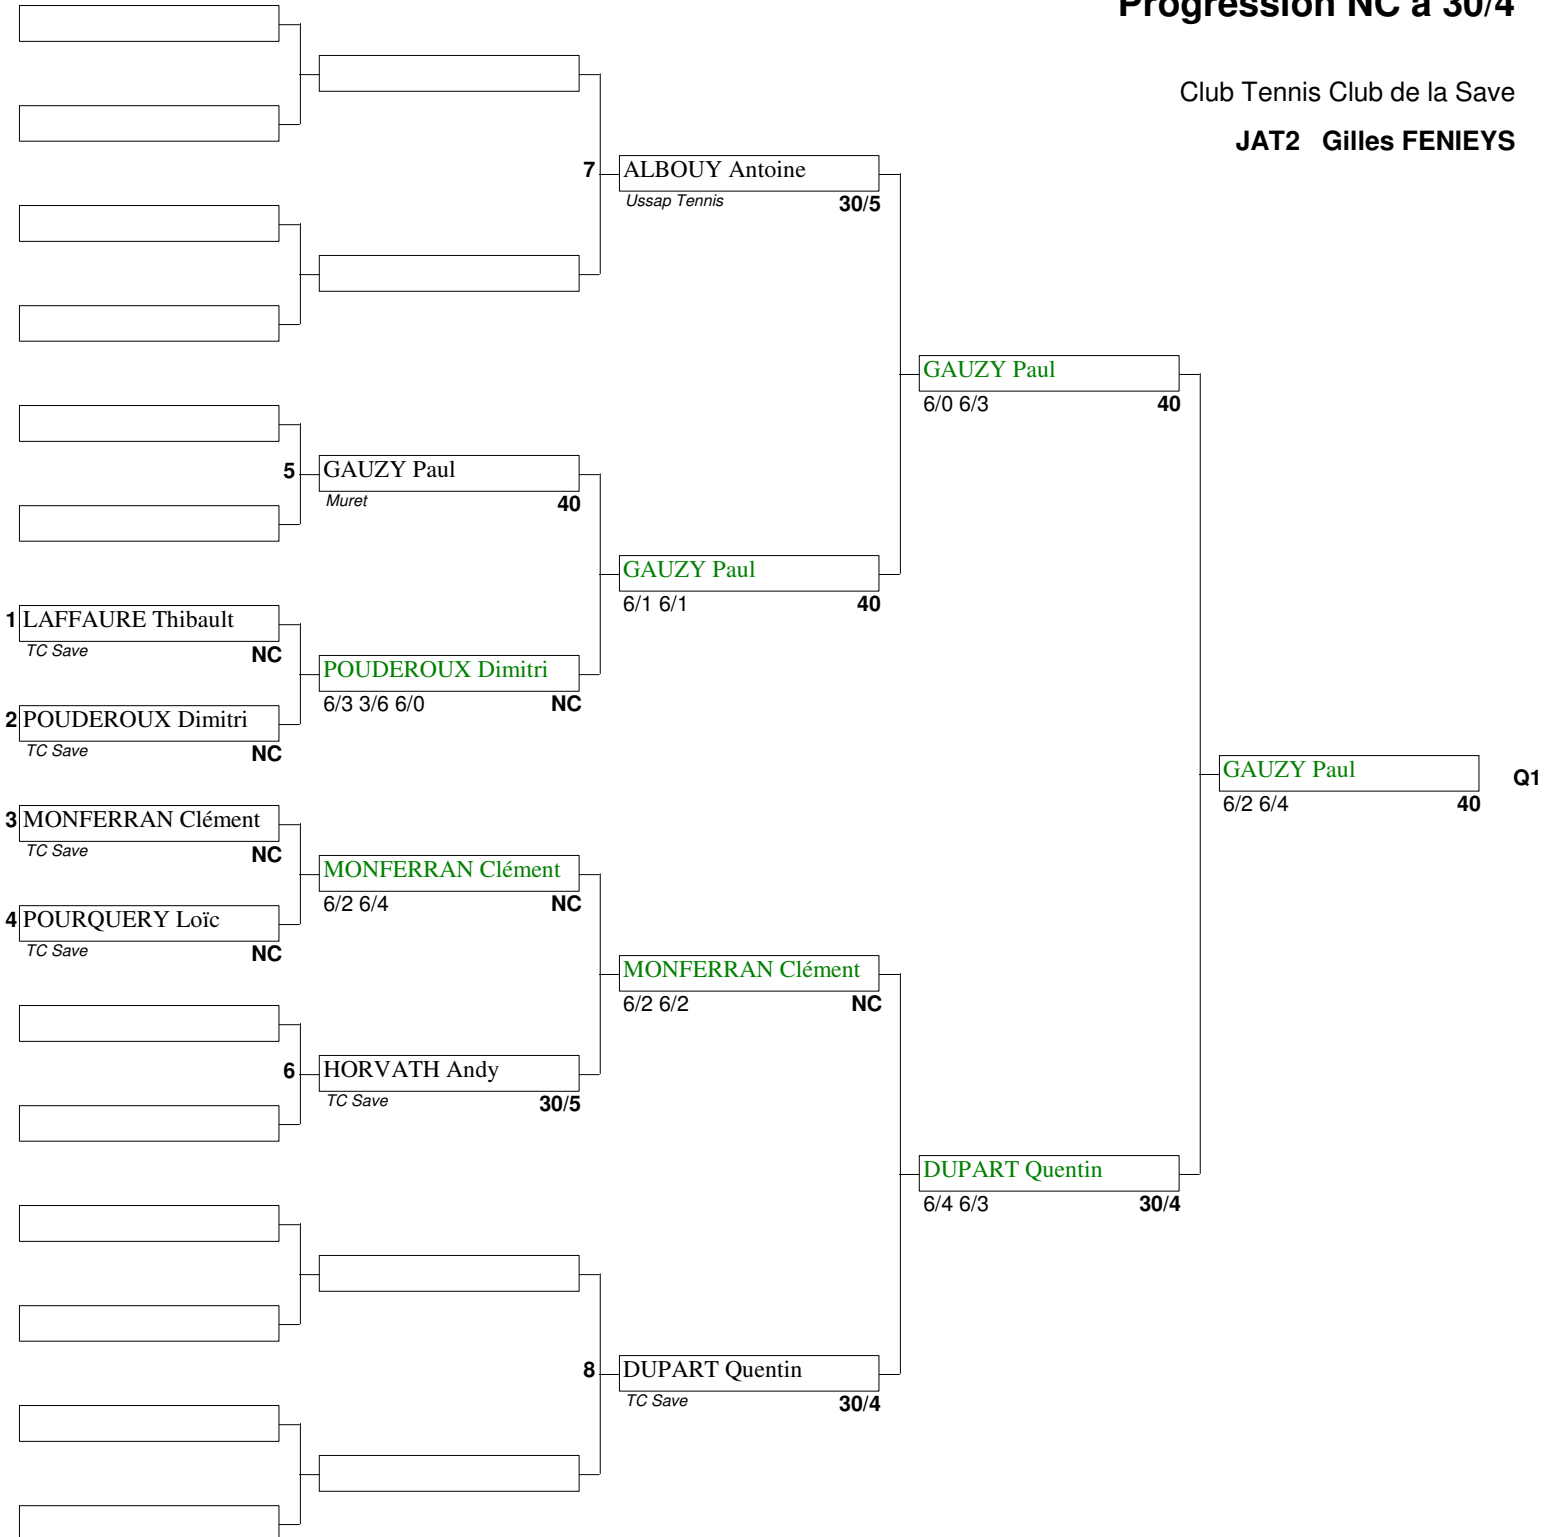 Progression NC à 30/4
Club Tennis Club de la Save
JAT2 Gilles FENIEYS
7 ALBOUY Antoine
Ussap Tennis 30/5
GAUZY Paul
6/0 6/3 40
5 GAUZY Paul
Muret 40
GAUZY Paul
6/1 6/1 40
1 LAFFAURE Thibault
TC Save NC
POUDEROUX Dimitri
6/3 3/6 6/0 NC
2 POUDEROUX Dimitri
TC Save NC
GAUZY Paul Q1
6/2 6/4 40
3 MONFERRAN Clément
TC Save NC
MONFERRAN Clément
6/2 6/4 NC
4 POURQUERY Loïc
TC Save NC
MONFERRAN Clément
6/2 6/2 NC
6 HORVATH Andy
TC Save 30/5
DUPART Quentin
6/4 6/3 30/4
8 DUPART Quentin
TC Save 30/4